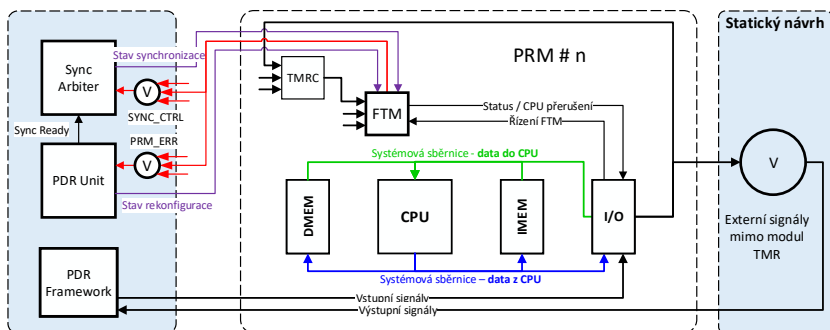 Stav synchronizace
Sync
Arbiter
V
SYNC_CTRL
Sync Ready
PRM_ERR
V
PDR Unit
Stav rekonfigurace
PDR
Framework
PRM # n
TMRC
FTM
Status / CPU přerušení
Řízení FTM
Systémová sběrnice - data do CPU
DMEM
CPU
IMEM
I/O
Systémová sběrnice – data z CPU
Vstupní signály
Výstupní signály
Statický návrh
V
Externí signály
mimo modul
TMR